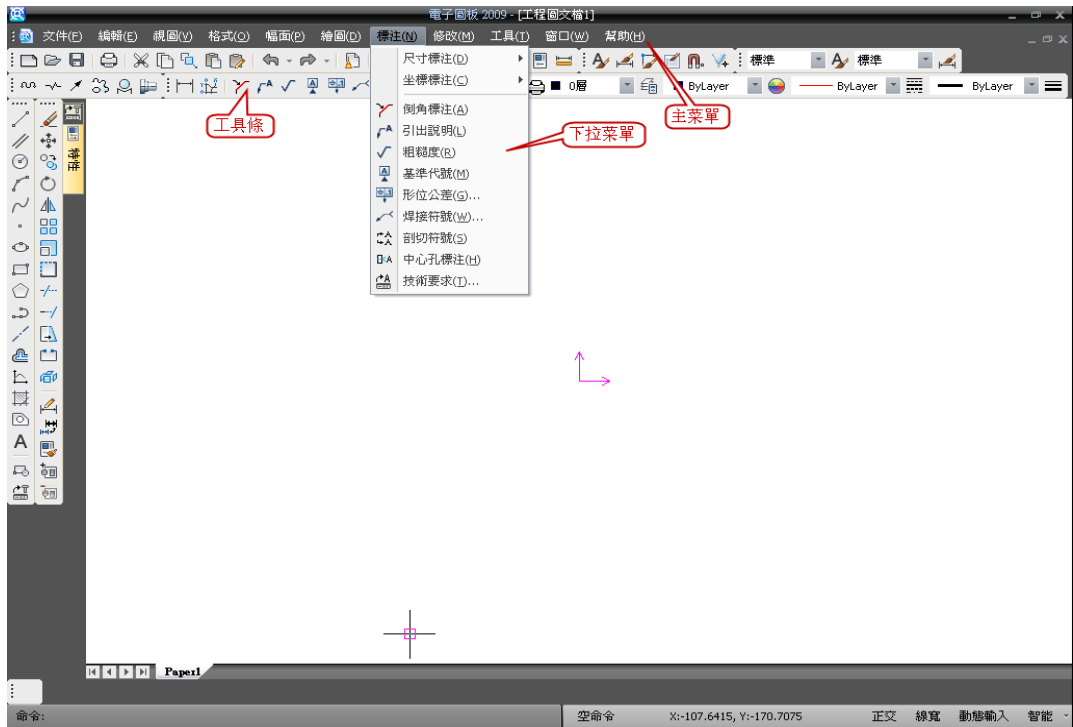 電子圖板 2009 - [工程圖文檔1]
文件(F) 編輯(E) 視圖(V) 格式(O) 幅面(P) 繪圖(D) 標注(N) 修改(M) 工具(T) 窗口(W) 幫助(H)
標準 標準
0層 ByLayer ByLayer ByLayer
工具條
主菜單
下拉菜單
特性
尺寸標注(D)
坐標標注(C)
倒角標注(A)
引出說明(L)
粗糙度(R)
基準代號(M)
形位公差(G)...
焊接符號(W)...
剖切符號(S)
中心孔標注(H)
技術要求(T)...
Paper1
命令: 空命令 X:-107.6415, Y:-170.7075 正交 線寬 動態輸入 智能